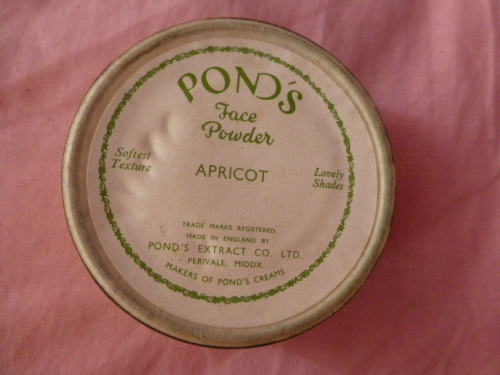 POND'S
Face
Powder
Softest
Texture
APRICOT
Lovely
Shades
TRADE MARKS REGISTERED.
MADE IN ENGLAND BY
POND'S EXTRACT CO. LTD.
PERIVALE, MIDDX.
MAKERS OF POND'S CREAMS